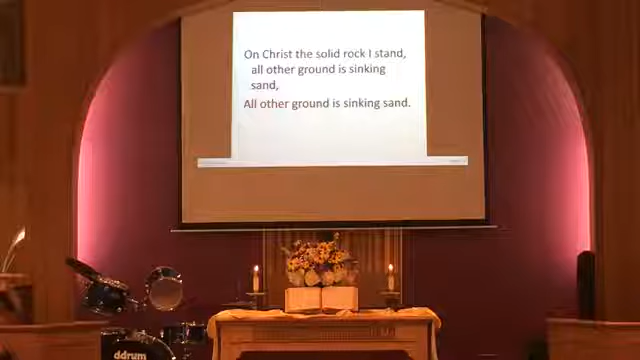 On Christ the solid rock I stand,
all other ground is sinking
sand,
All other ground is sinking sand.
ddrum